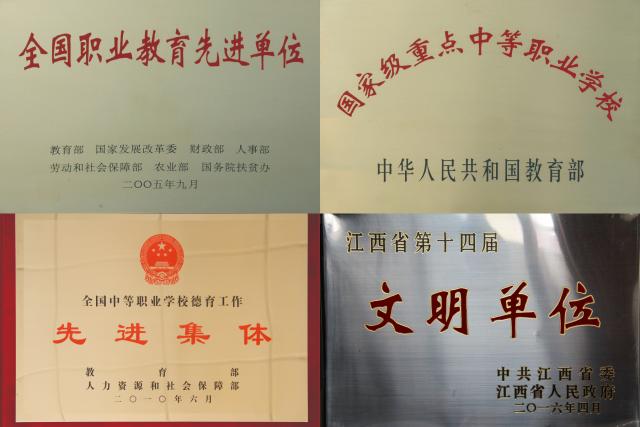 全国职业教育先进单位
教育部 国家发展改革委 财政部 人事部
劳动和社会保障部 农业部 国务院扶贫办
二〇〇五年九月
国家级重点中等职业学校
中华人民共和国教育部
全国中等职业学校德育工作
先进集体
教育部
人力资源和社会保障部
二〇一〇年六月
江西省第十四届
文明单位
中共江西省委
江西省人民政府
二〇一六年四月